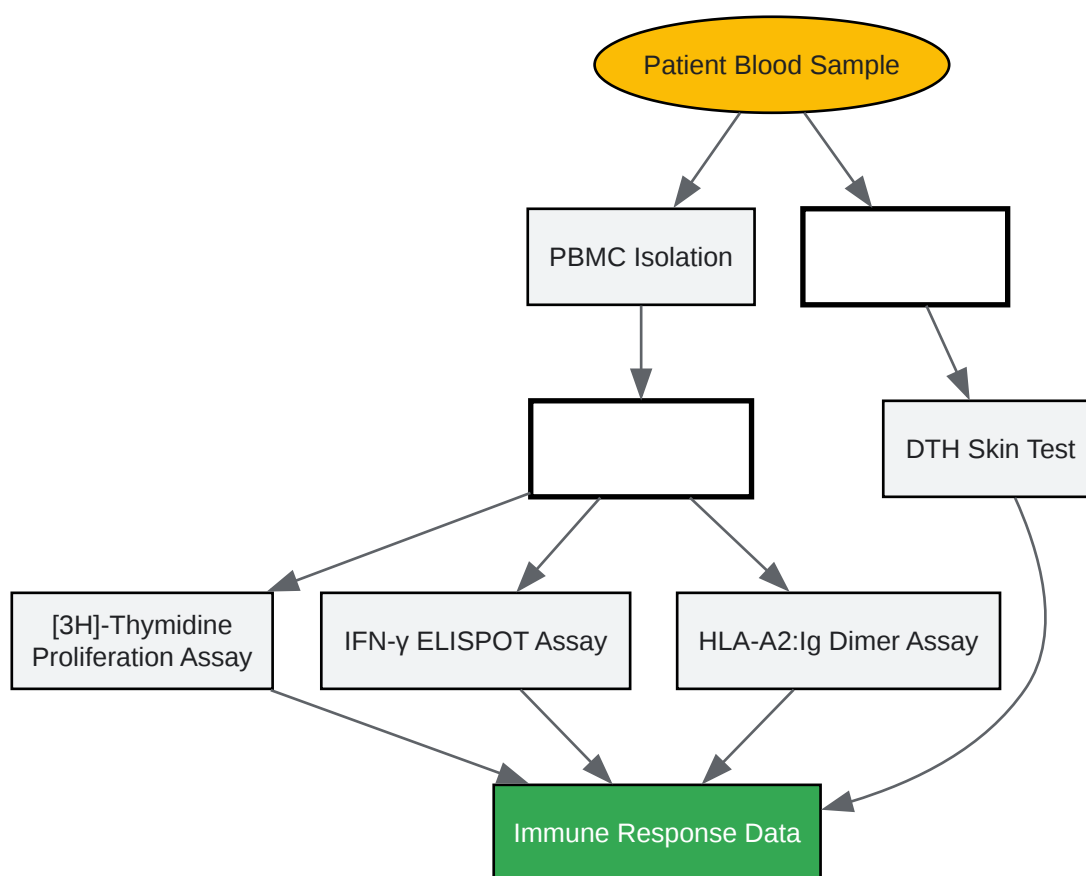 Patient Blood Sample
PBMC Isolation
DTH Skin Test
[3H]-Thymidine
Proliferation Assay
IFN-γ ELISPOT Assay
HLA-A2:Ig Dimer Assay
Immune Response Data